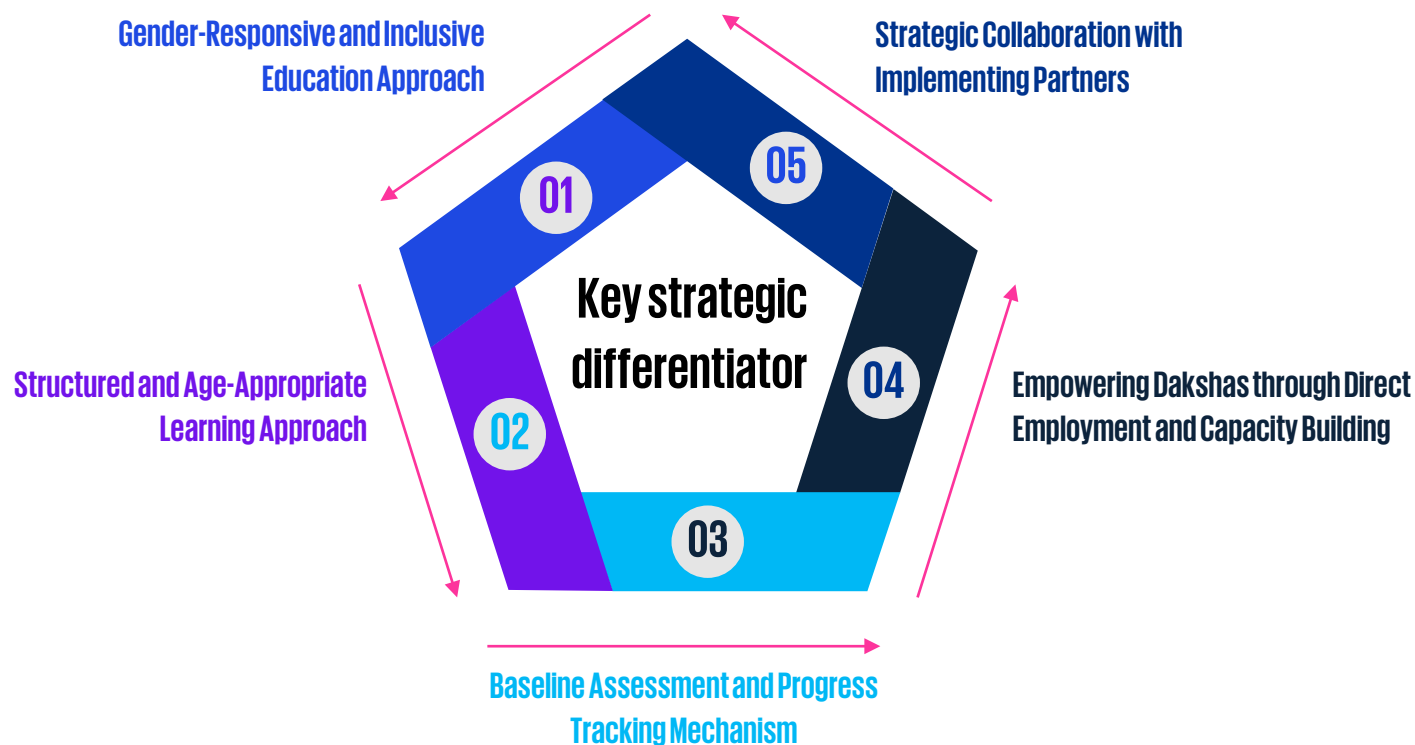 Gender-Responsive and Inclusive
Education Approach
Strategic Collaboration with
Implementing Partners
01
05
Key strategic
differentiator
Structured and Age-Appropriate
Learning Approach
02
04
Empowering Dakshas through Direct
Employment and Capacity Building
03
Baseline Assessment and Progress
Tracking Mechanism